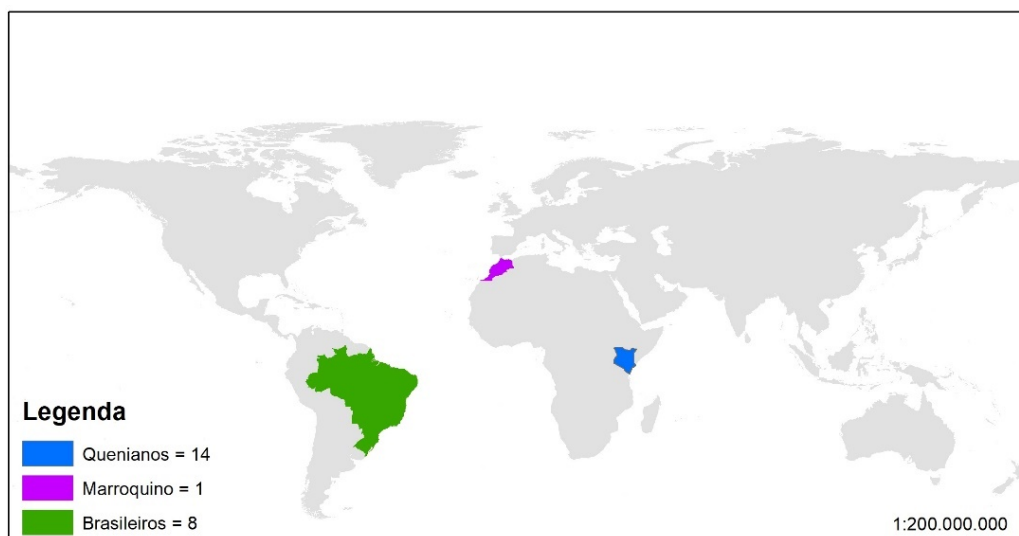 Legenda
Quenianos = 14
Marroquino = 1
Brasileiros = 8
1:200.000.000